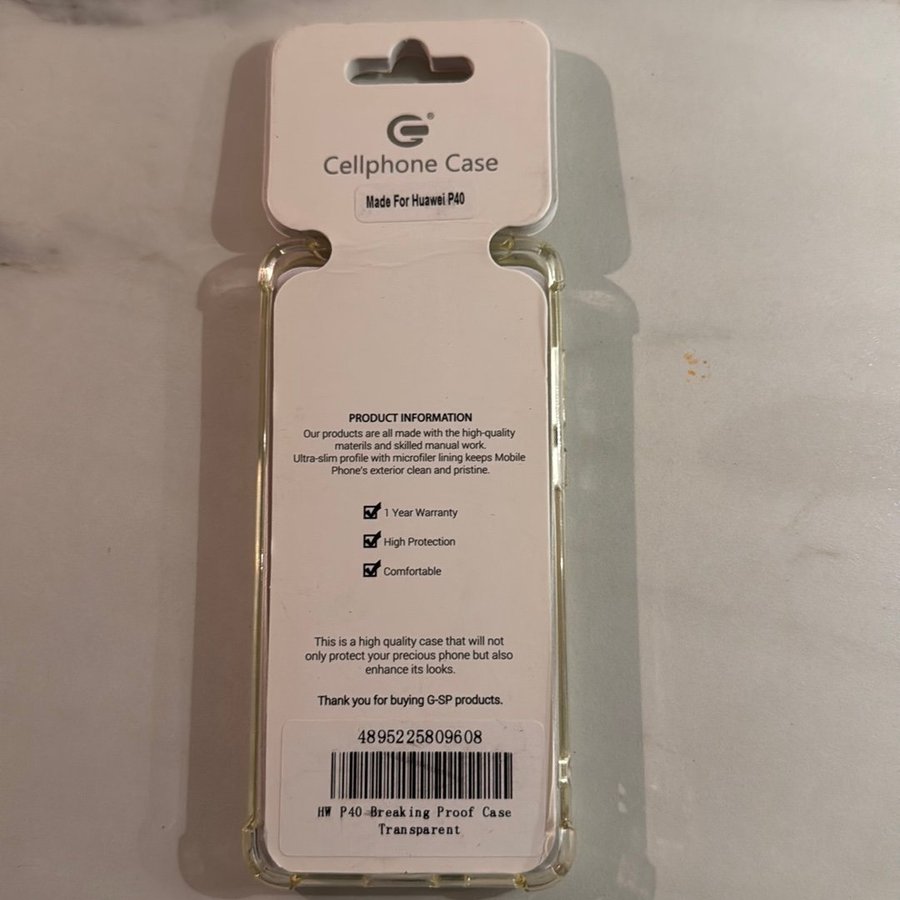 G®
Cellphone Case
Made For Huawei P40
PRODUCT INFORMATION
Our products are all made with the high-quality
materils and skilled manual work.
Ultra-slim profile with microfiler lining keeps Mobile
Phone's exterior clean and pristine.
1 Year Warranty
High Protection
Comfortable
This is a high quality case that will not
only protect your precious phone but also
enhance its looks.
Thank you for buying G-SP products.
4895225809608
HW P40 Breaking Proof Case
Transparent